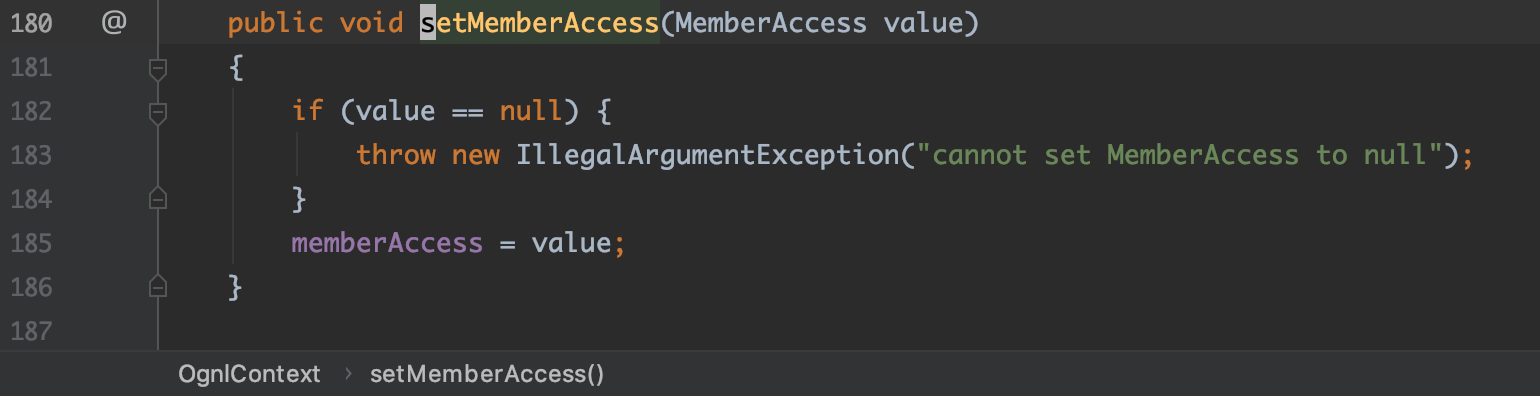 180 @ public void setMemberAccess(MemberAccess value)
181 {
182 if (value == null) {
183 throw new IllegalArgumentException("cannot set MemberAccess to null");
184 }
185 memberAccess = value;
186 }
187
OgnlContext › setMemberAccess()